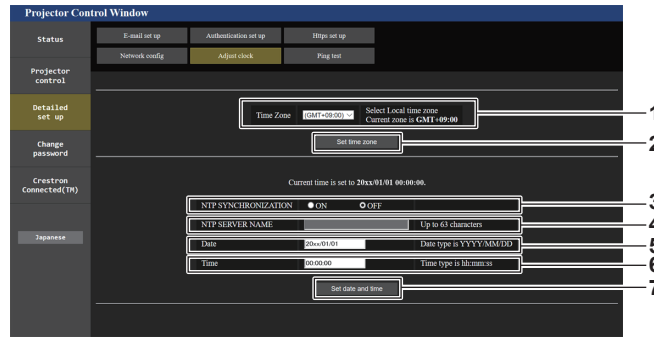 Projector Control Window
Status
E-mail set up
Authentication set up
Https set up
Network config
Adjust clock
Ping test
Projector
control
Detailed
set up
Time Zone
(GMT+09:00)
Select Local time zone
Current zone is GMT+09:00
1
Set time zone
2
Change
password
Crestron
Connected(TM)
Current time is set to 20xx/01/01 00:00:00.
NTP SYNCHRONIZATION ON OFF
3
NTP SERVER NAME Up to 63 characters
4
Japanese
Date 20xx/01/01 Date type is YYYY/MM/DD
5
Time 00:00:00 Time type is hh:mm:ss
6
Set date and time
7